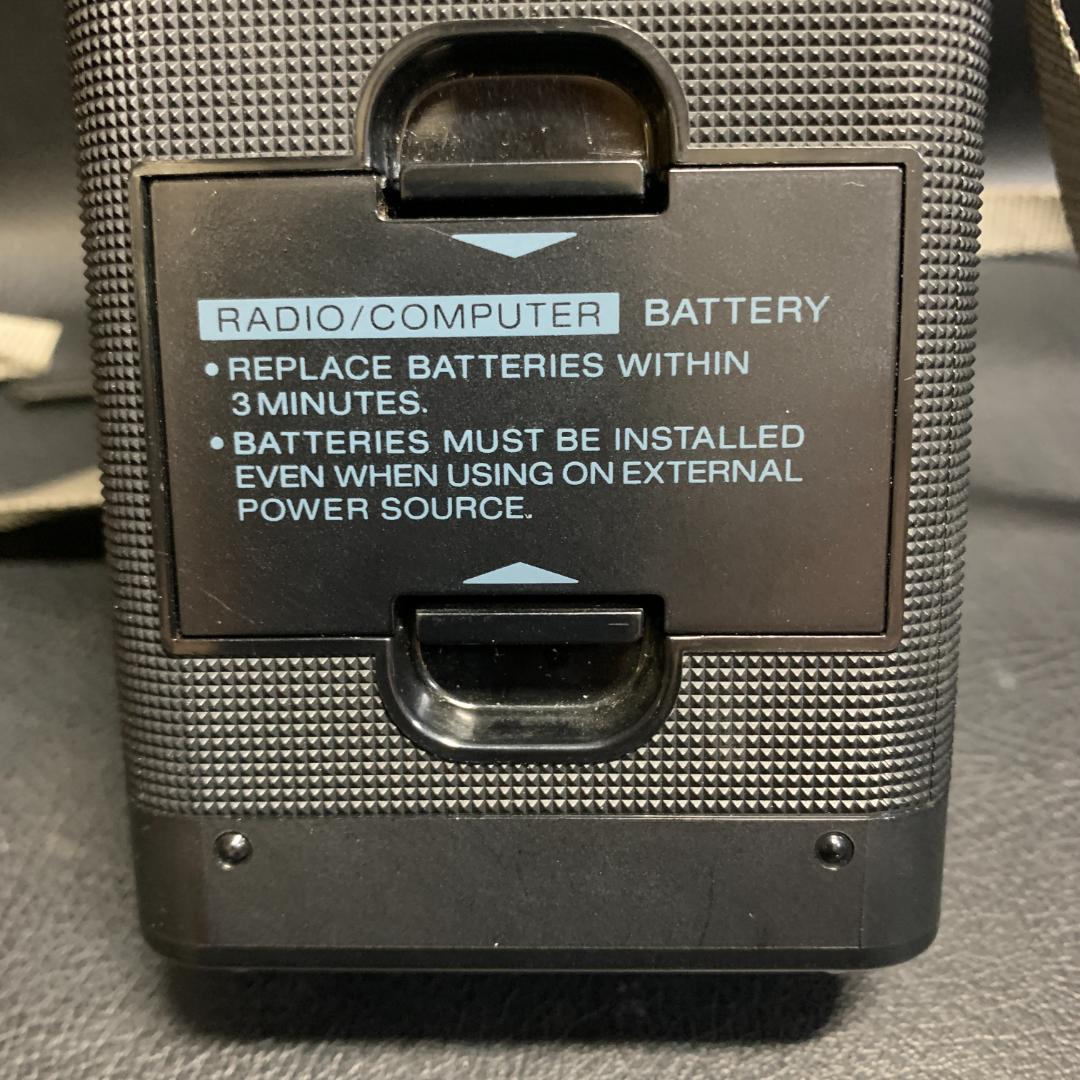 RADIO/COMPUTER BATTERY
• REPLACE BATTERIES WITHIN
3 MINUTES.
• BATTERIES MUST BE INSTALLED
EVEN WHEN USING ON EXTERNAL
POWER SOURCE.